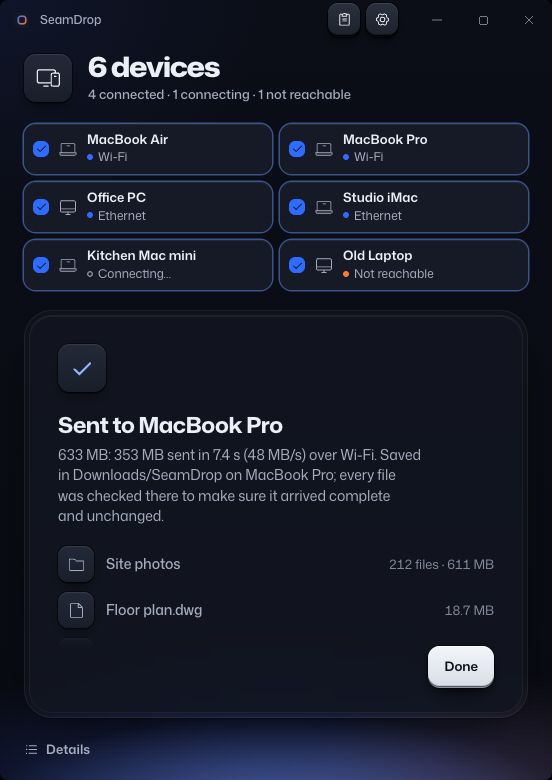 SeamDrop
6 devices
4 connected · 1 connecting · 1 not reachable
MacBook Air
Wi-Fi
MacBook Pro
Wi-Fi
Office PC
Ethernet
Studio iMac
Ethernet
Kitchen Mac mini
Connecting...
Old Laptop
Not reachable
Sent to MacBook Pro
633 MB: 353 MB sent in 7.4 s (48 MB/s) over Wi-Fi. Saved
in Downloads/SeamDrop on MacBook Pro; every file
was checked there to make sure it arrived complete
and unchanged.
Site photos 212 files · 611 MB
Floor plan.dwg 18.7 MB
Done
Details